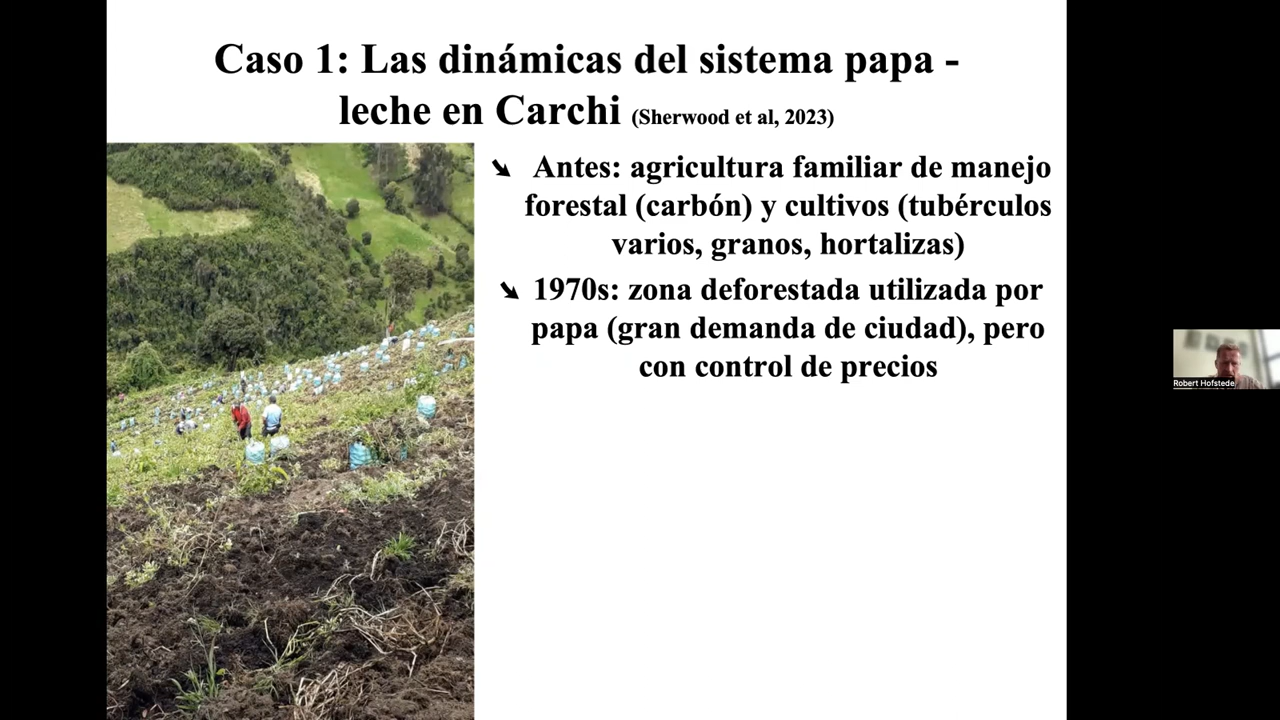 Caso 1: Las dinámicas del sistema papa -
leche en Carchi (Sherwood et al, 2023)
➘ Antes: agricultura familiar de manejo
forestal (carbón) y cultivos (tubérculos
varios, granos, hortalizas)
➘ 1970s: zona deforestada utilizada por
papa (gran demanda de ciudad), pero
con control de precios
Robert Hofstede